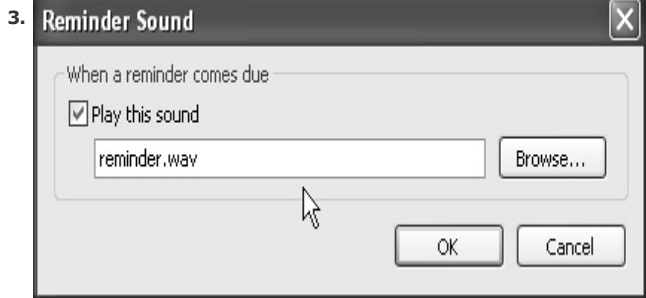 3. Reminder Sound
When a reminder comes due
Play this sound
reminder.wav Browse...
OK Cancel